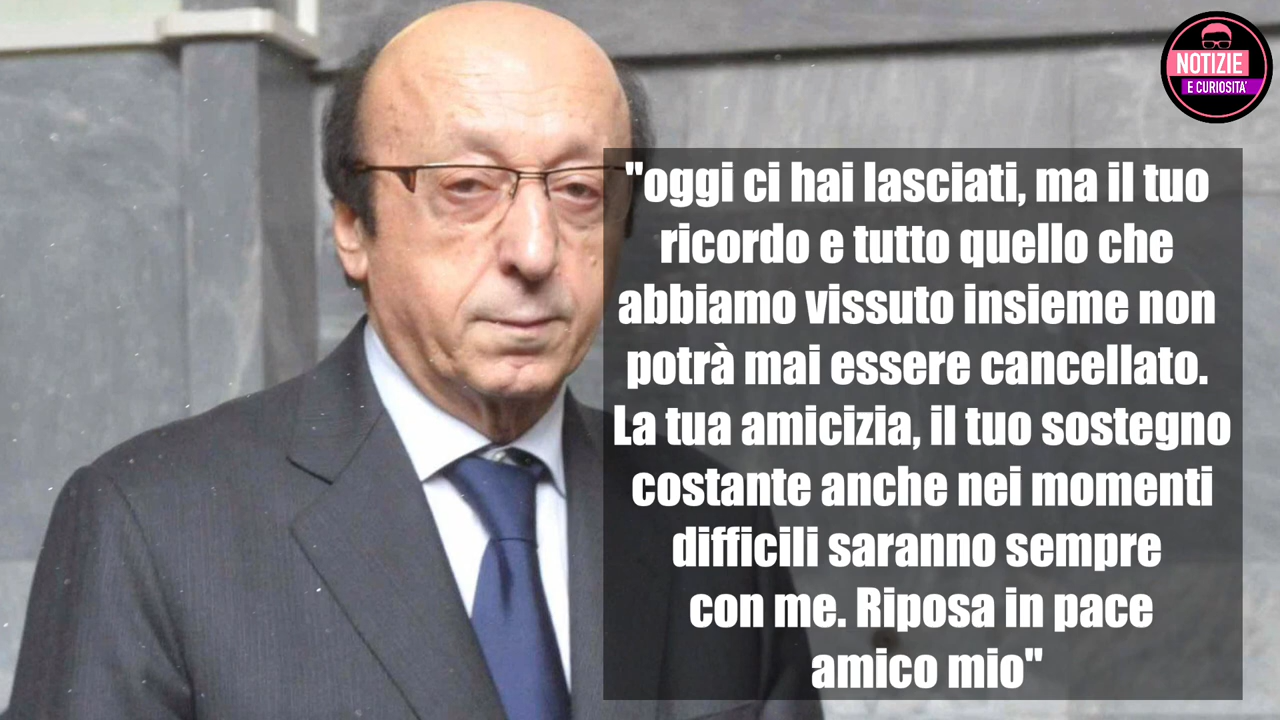 NOTIZIE
E CURIOSITA'
"oggi ci hai lasciati, ma il tuo
ricordo e tutto quello che
abbiamo vissuto insieme non
potrà mai essere cancellato.
La tua amicizia, il tuo sostegno
costante anche nei momenti
difficili saranno sempre
con me. Riposa in pace
amico mio"